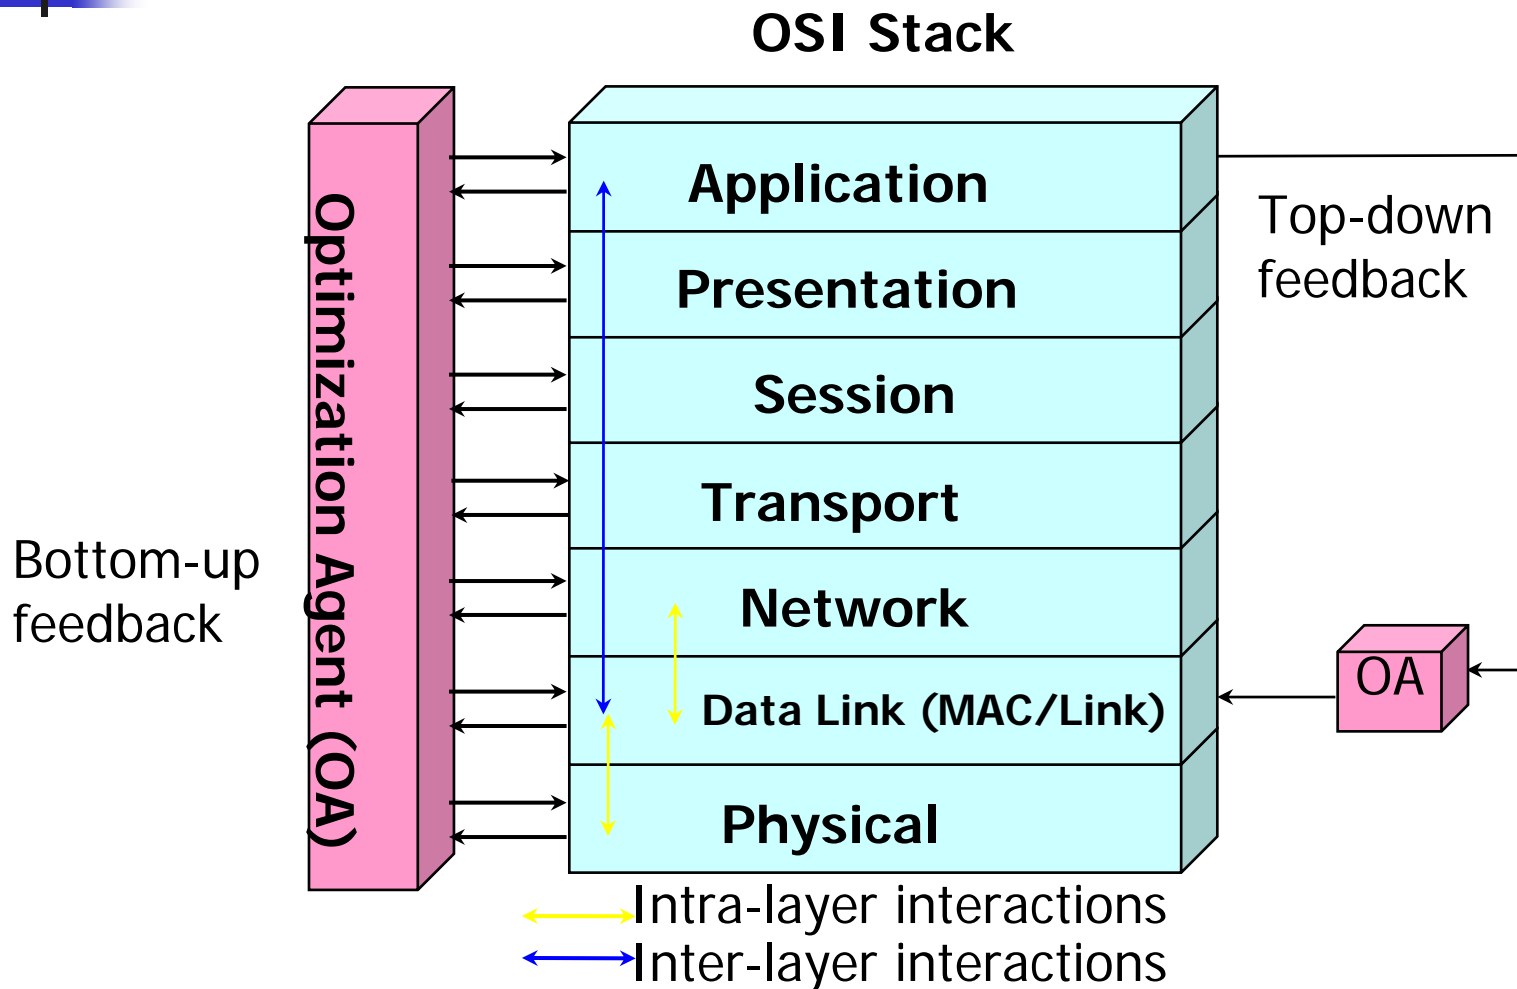 OSI Stack
Optimization Agent (OA)
Application
Presentation
Session
Transport
Network
Data Link (MAC/Link)
Physical
Top-down
feedback
Bottom-up
feedback
OA
Intra-layer interactions
Inter-layer interactions